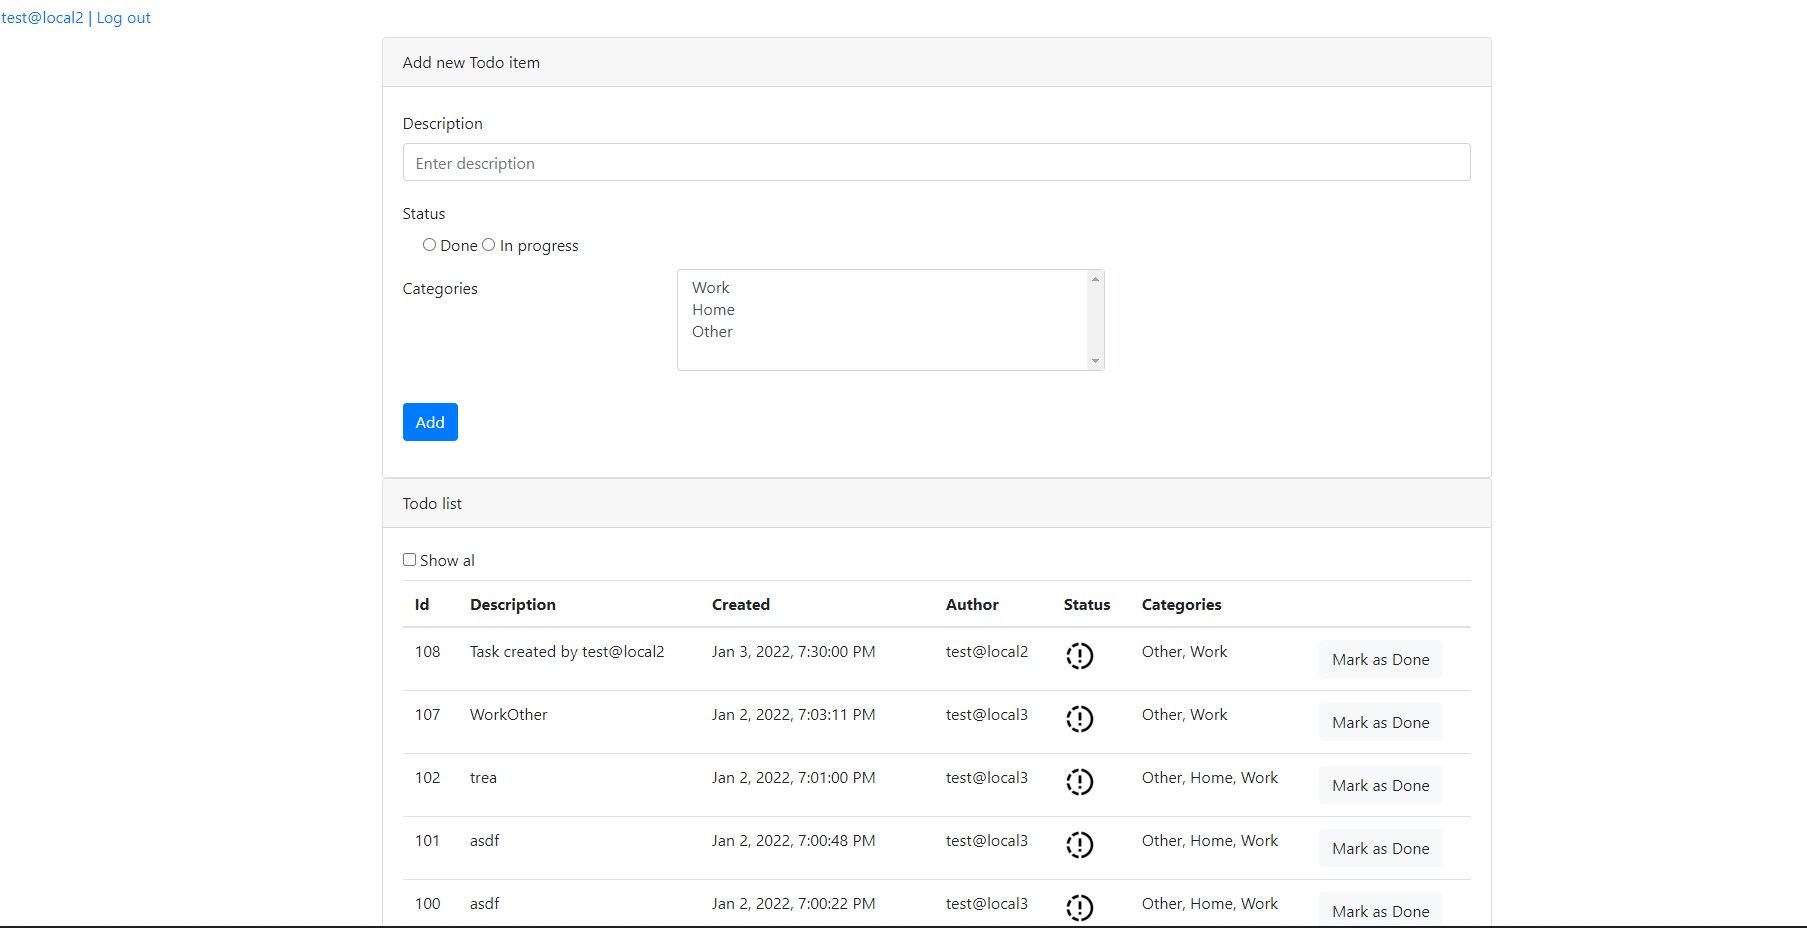 test@local2 | Log out
Add new Todo item
Description
Enter description
Status
Done In progress
Categories
Work
Home
Other
Add
Todo list
Show al
Id Description Created Author Status Categories
108 Task created by test@local2 Jan 3, 2022, 7:30:00 PM test@local2 Other, Work Mark as Done
107 WorkOther Jan 2, 2022, 7:03:11 PM test@local3 Other, Work Mark as Done
102 trea Jan 2, 2022, 7:01:00 PM test@local3 Other, Home, Work Mark as Done
101 asdf Jan 2, 2022, 7:00:48 PM test@local3 Other, Home, Work Mark as Done
100 asdf Jan 2, 2022, 7:00:22 PM test@local3 Other, Home, Work Mark as Done